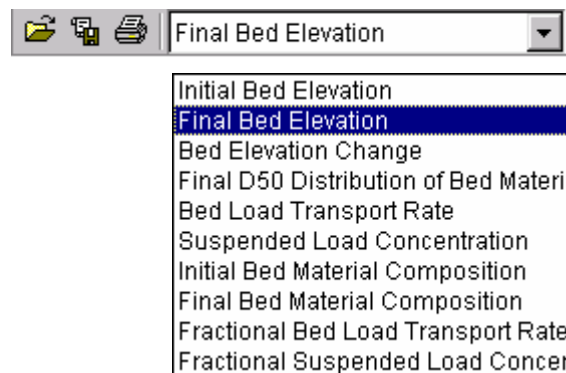 Final Bed Elevation
Initial Bed Elevation
Final Bed Elevation
Bed Elevation Change
Final D50 Distribution of Bed Materi
Bed Load Transport Rate
Suspended Load Concentration
Initial Bed Material Composition
Final Bed Material Composition
Fractional Bed Load Transport Rate
Fractional Suspended Load Concer